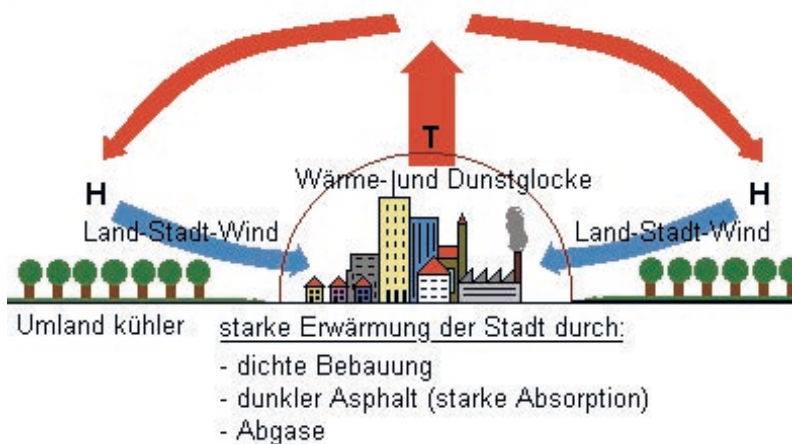 T
Wärme- und Dunstglocke
H
H
Land-Stadt-Wind
Land-Stadt-Wind
Umland kühler
starke Erwärmung der Stadt durch:
- dichte Bebauung
- dunkler Asphalt (starke Absorption)
- Abgase